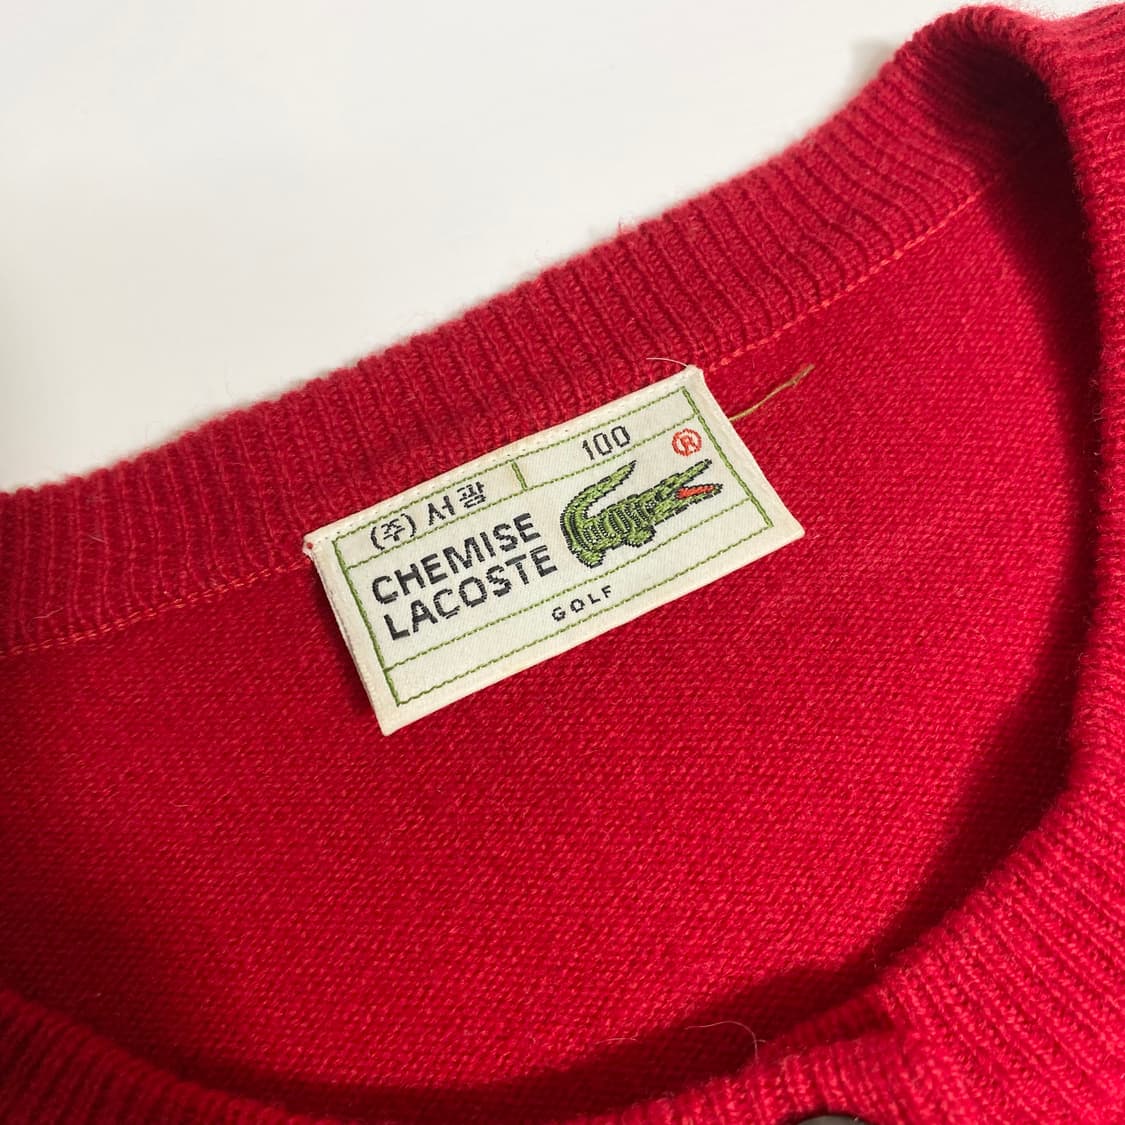 (주) 서광 100
®
CHEMISE
LACOSTE
GOLF